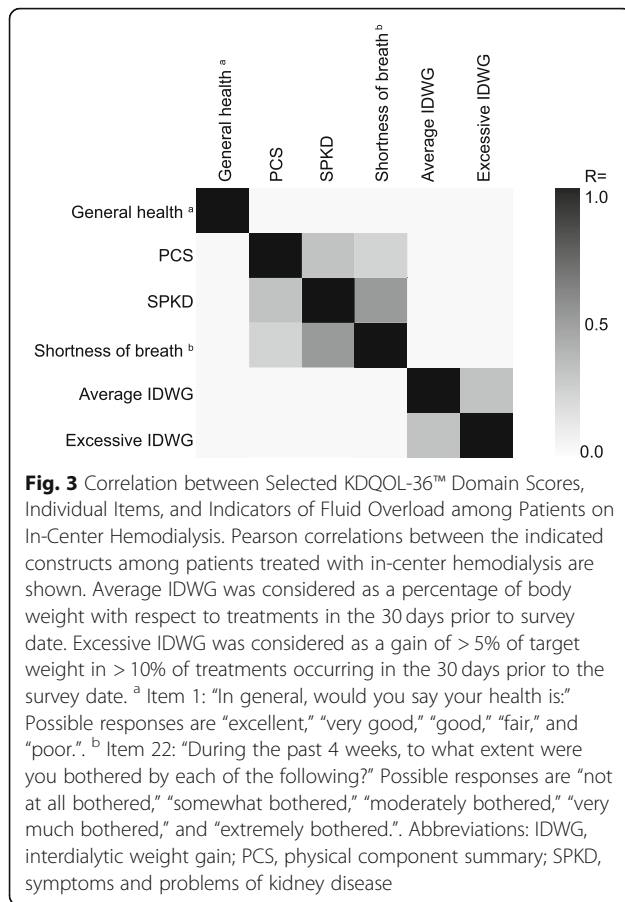 General health ᵃ
PCS
SPKD
Shortness of breath ᵇ
Average IDWG
Excessive IDWG
R=
General health ᵃ
1.0
PCS
SPKD
0.5
Shortness of breath ᵇ
Average IDWG
Excessive IDWG
0.0
Fig. 3 Correlation between Selected KDQOL-36™ Domain Scores,
Individual Items, and Indicators of Fluid Overload among Patients on
In-Center Hemodialysis. Pearson correlations between the indicated
constructs among patients treated with in-center hemodialysis are
shown. Average IDWG was considered as a percentage of body
weight with respect to treatments in the 30 days prior to survey
date. Excessive IDWG was considered as a gain of > 5% of target
weight in > 10% of treatments occurring in the 30 days prior to the
survey date. ᵃ Item 1: “In general, would you say your health is:”
Possible responses are “excellent,” “very good,” “good,” “fair,” and
“poor.”. ᵇ Item 22: “During the past 4 weeks, to what extent were
you bothered by each of the following?” Possible responses are “not
at all bothered,” “somewhat bothered,” “moderately bothered,” “very
much bothered,” and “extremely bothered.”. Abbreviations: IDWG,
interdialytic weight gain; PCS, physical component summary; SPKD,
symptoms and problems of kidney disease